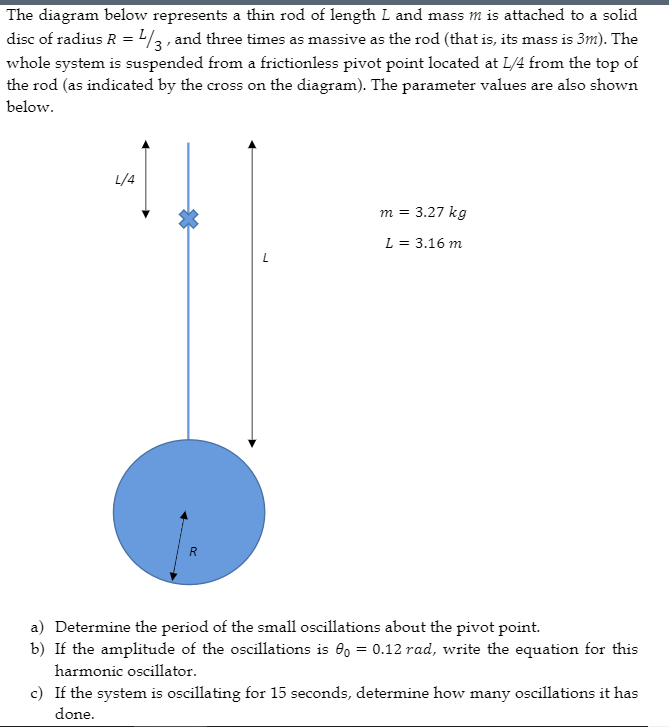 The diagram below represents a thin rod of length L and mass m is attached to a solid
disc of radius R = L/3 , and three times as massive as the rod (that is, its mass is 3m). The
whole system is suspended from a frictionless pivot point located at L/4 from the top of
the rod (as indicated by the cross on the diagram). The parameter values are also shown
below.
L/4
m = 3.27 kg
L = 3.16 m
L
R
a) Determine the period of the small oscillations about the pivot point.
b) If the amplitude of the oscillations is θ₀ = 0.12 rad, write the equation for this
harmonic oscillator.
c) If the system is oscillating for 15 seconds, determine how many oscillations it has
done.